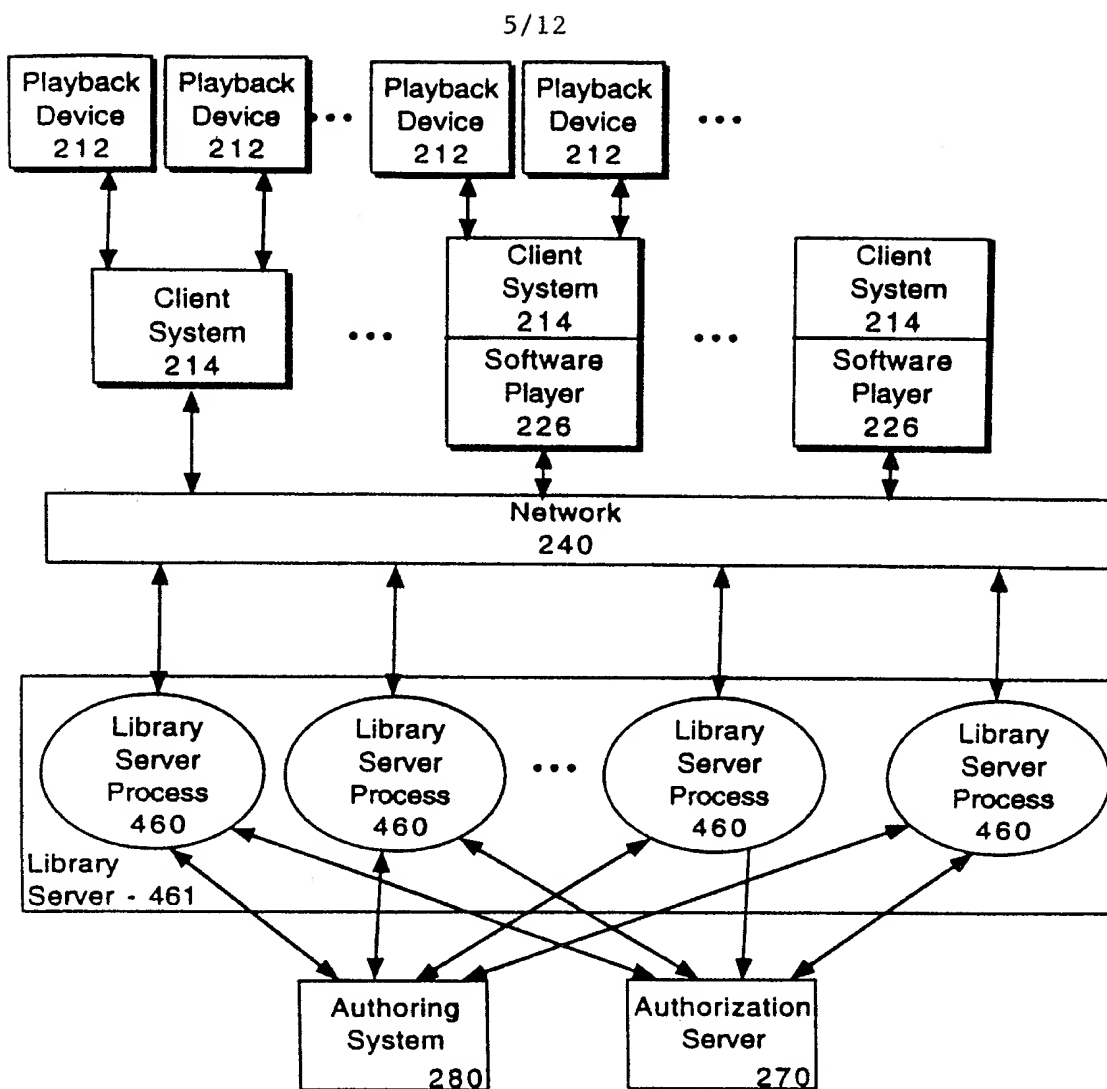 5/12
Playback
Device
212
Playback
Device
212
Playback
Device
212
Playback
Device
212
Client
System
214
Client
System
214
Software
Player
226
Client
System
214
Software
Player
226
Network
240
Library
Server
Process
460
Library
Server
Process
460
Library
Server
Process
460
Library
Server
Process
460
Library
Server - 461
Authoring
System
280
Authorization
Server
270